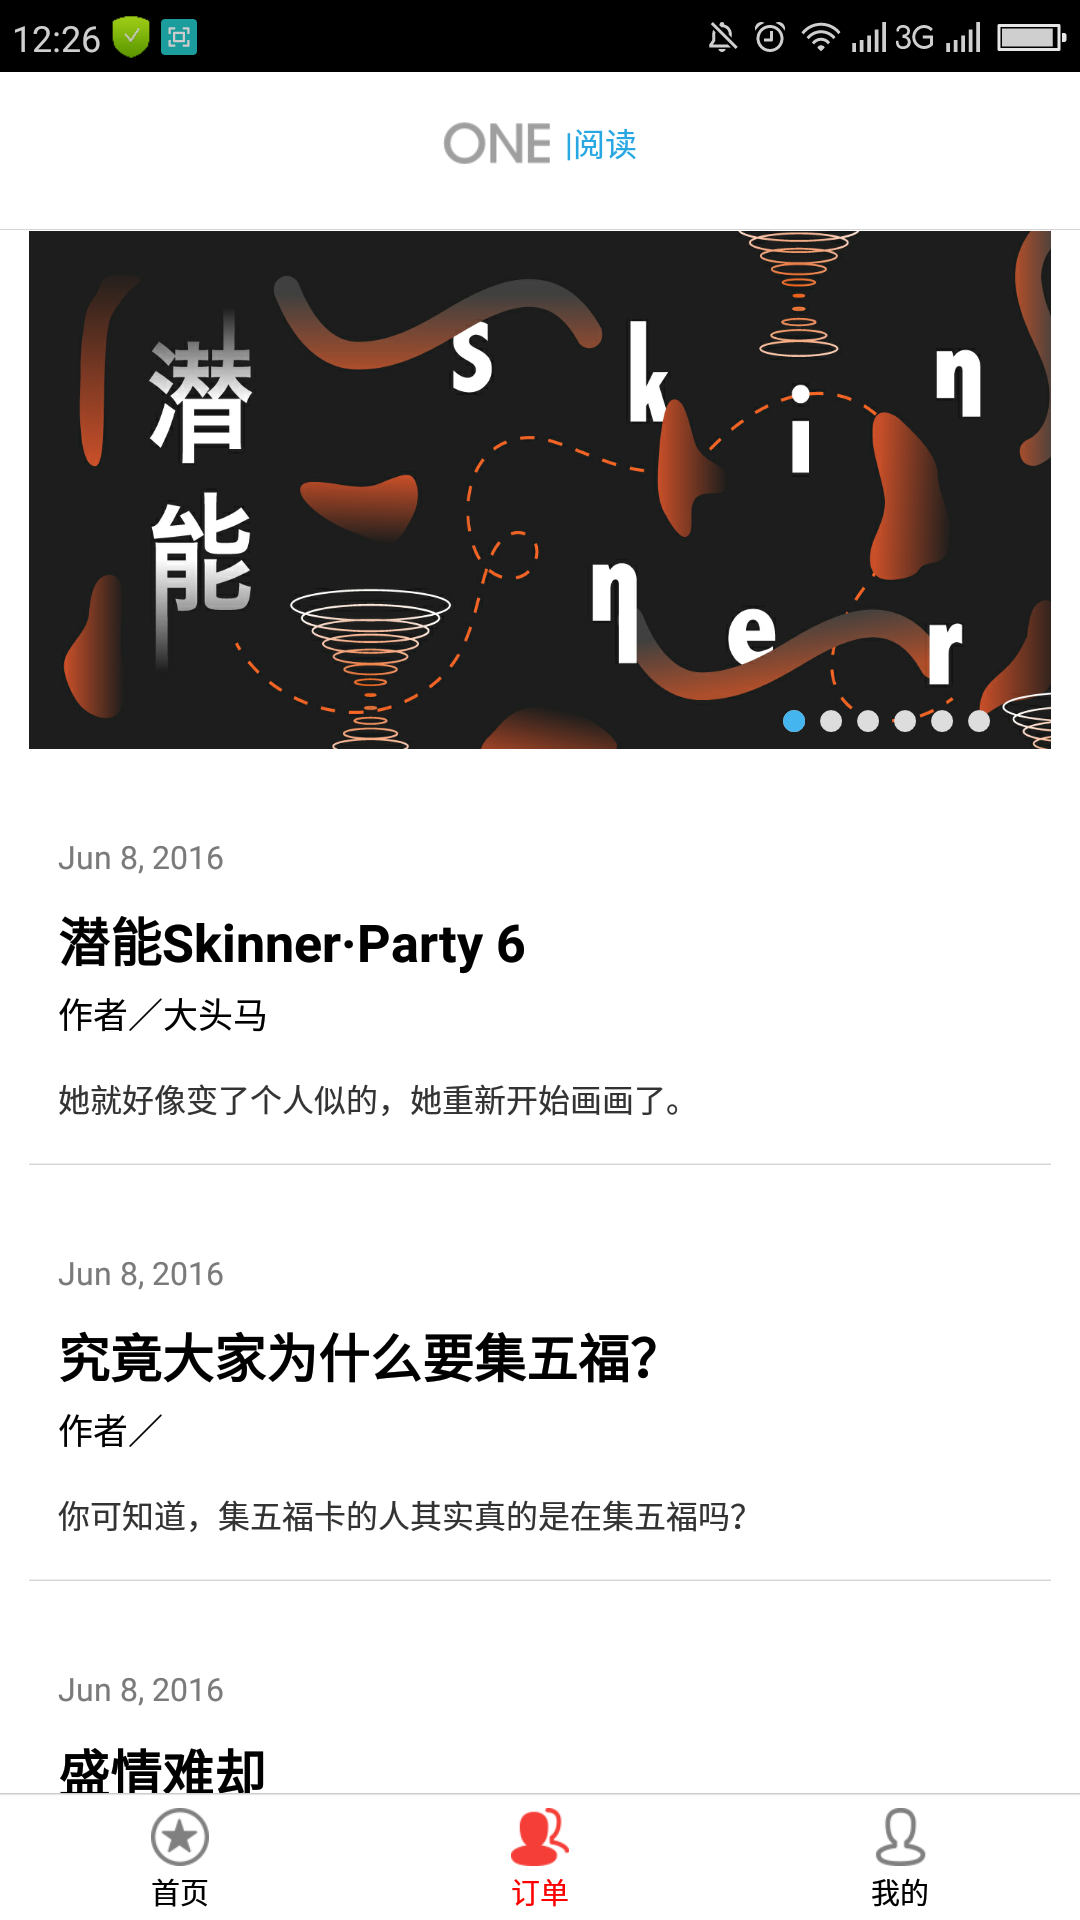 12:26
3G
ONE |阅读
潜能
skinner
Jun 8, 2016
潜能Skinner·Party 6
作者／大头马
她就好像变了个人似的，她重新开始画画了。
Jun 8, 2016
究竟大家为什么要集五福？
作者／
你可知道，集五福卡的人其实真的是在集五福吗？
Jun 8, 2016
盛情难却
首页
订单
我的